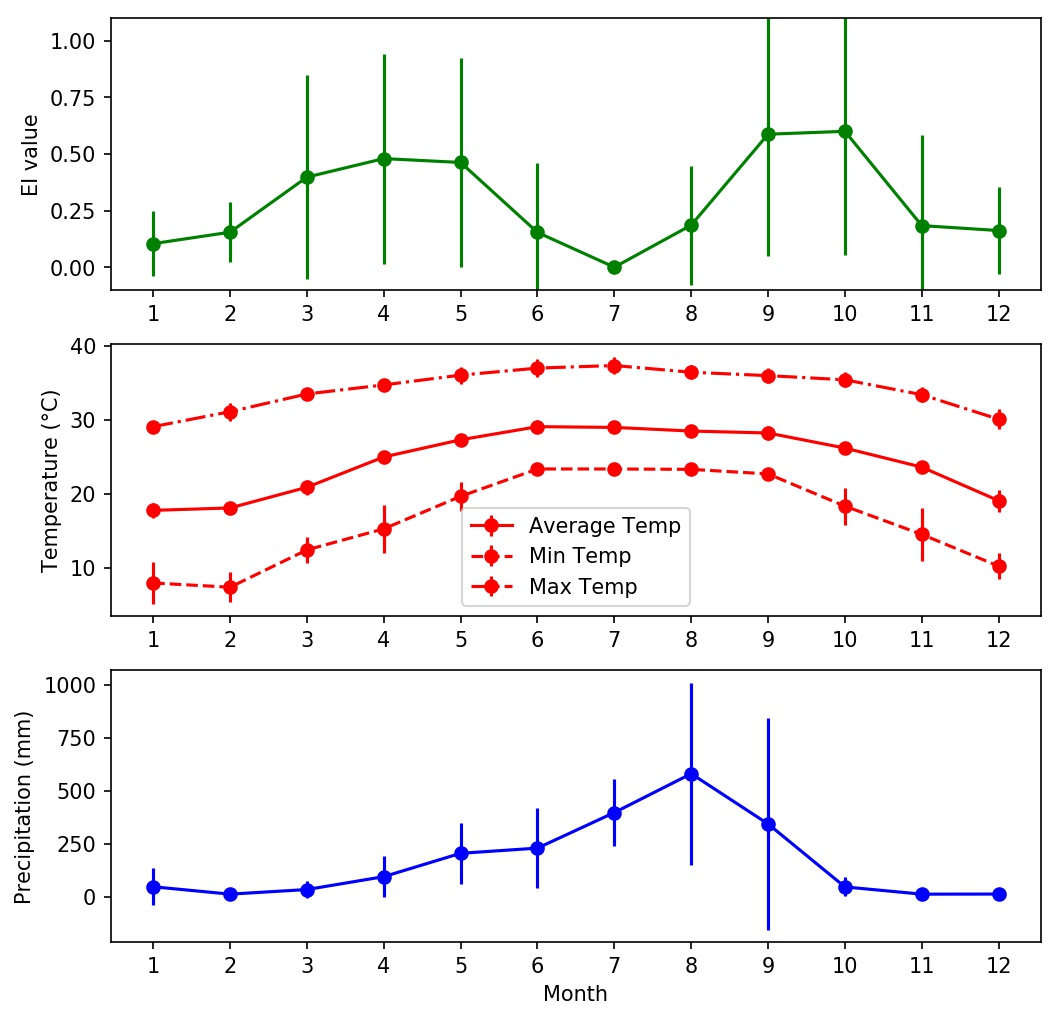 EI value
1.00
0.75
0.50
0.25
0.00
1 2 3 4 5 6 7 8 9 10 11 12
Temperature (°C)
40
30
20
10
Average Temp
Min Temp
Max Temp
1 2 3 4 5 6 7 8 9 10 11 12
Precipitation (mm)
1000
750
500
250
0
1 2 3 4 5 6 7 8 9 10 11 12
Month